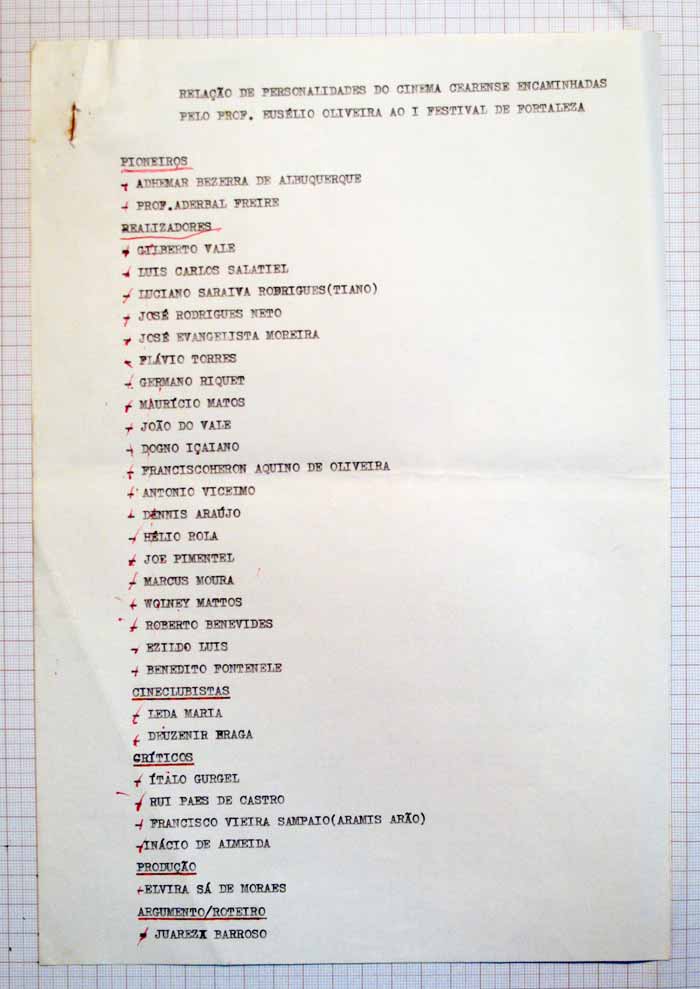 RELAÇÃO DE PERSONALIDADES DO CINEMA CEARENSE ENCAMINHADAS
PELO PROF. EUSÉLIO OLIVEIRA AO I FESTIVAL DE FORTALEZA
PIONEIROS
ADHEMAR BEZERRA DE ALBUQUERQUE
PROF.ADERBAL FREIRE
REALIZADORES
GILBERTO VALE
LUIS CARLOS SALATIEL
LUCIANO SARAIVA ROBRIGUES(TIANO)
JOSÉ RODRIGUES NETO
JOSÉ EVANGELISTA MOREIRA
FLÁVIO TORRES
GERMANO RIQUET
MAURÍCIO MATOS
JOÃO DO VALE
DOGNO IÇAIANO
FRANCISCOHERON AQUINO DE OLIVEIRA
ANTONIO VICEIMO
DENNIS ARAÚJO
HÉLIO ROLA
JOE PIMENTEL
MARCUS MOURA
WOLNEY MATTOS
ROBERTO BENEVIDES
EZILDO LUIS
BENEDITO FONTENELE
CINECLUBISTAS
LEDA MARIA
DEUZENIR BRAGA
CRÍTICOS
ÍTALO GURGEL
RUI PAES DE CASTRO
FRANCISCO VIEIRA SAMPAIO(ARAMIS ARÃO)
INÁCIO DE ALMEIDA
PRODUÇÃO
ELVIRA SÁ DE MORAES
ARGUMENTO/ROTEIRO
JUAREZX BARROSO